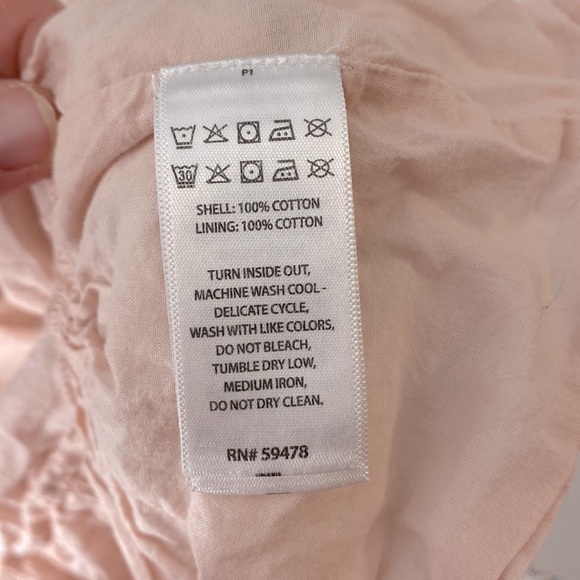 P1
30
SHELL: 100% COTTON
LINING: 100% COTTON
TURN INSIDE OUT,
MACHINE WASH COOL -
DELICATE CYCLE,
WASH WITH LIKE COLORS,
DO NOT BLEACH,
TUMBLE DRY LOW,
MEDIUM IRON,
DO NOT DRY CLEAN.
RN# 59478